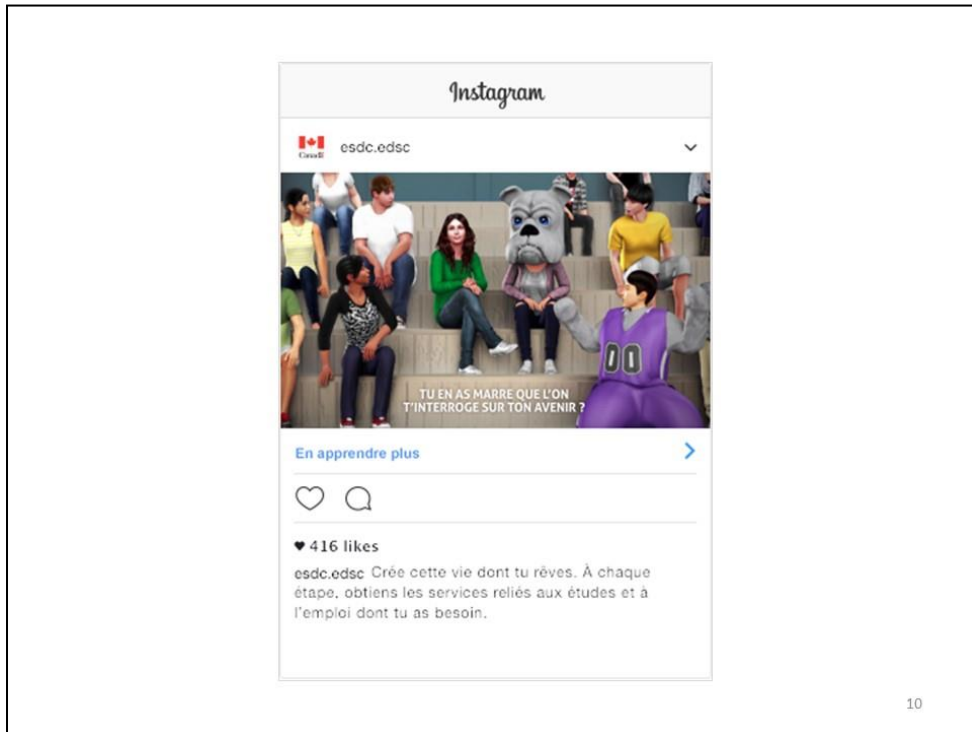 Instagram
Canada
esdc.edsc
00
TU EN AS MARRE QUE L'ON
T'INTERROGE SUR TON AVENIR ?
En apprendre plus
♥ 416 likes
esdc.edsc Crée cette vie dont tu rêves. À chaque
étape, obtiens les services reliés aux études et à
l'emploi dont tu as besoin.
10